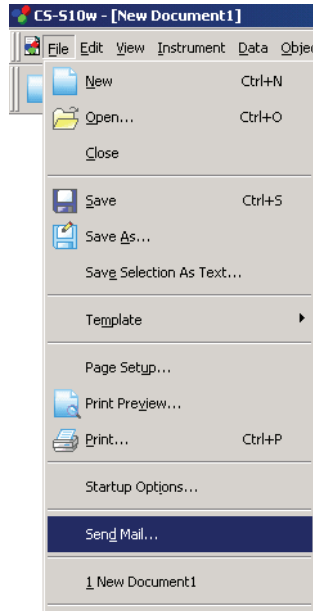 CS-S10w - [New Document1]
File Edit View Instrument Data Objec
New Ctrl+N
Open... Ctrl+O
Close
Save Ctrl+S
Save As...
Save Selection As Text...
Template
Page Setup...
Print Preview...
Print... Ctrl+P
Startup Options...
Send Mail...
1 New Document1